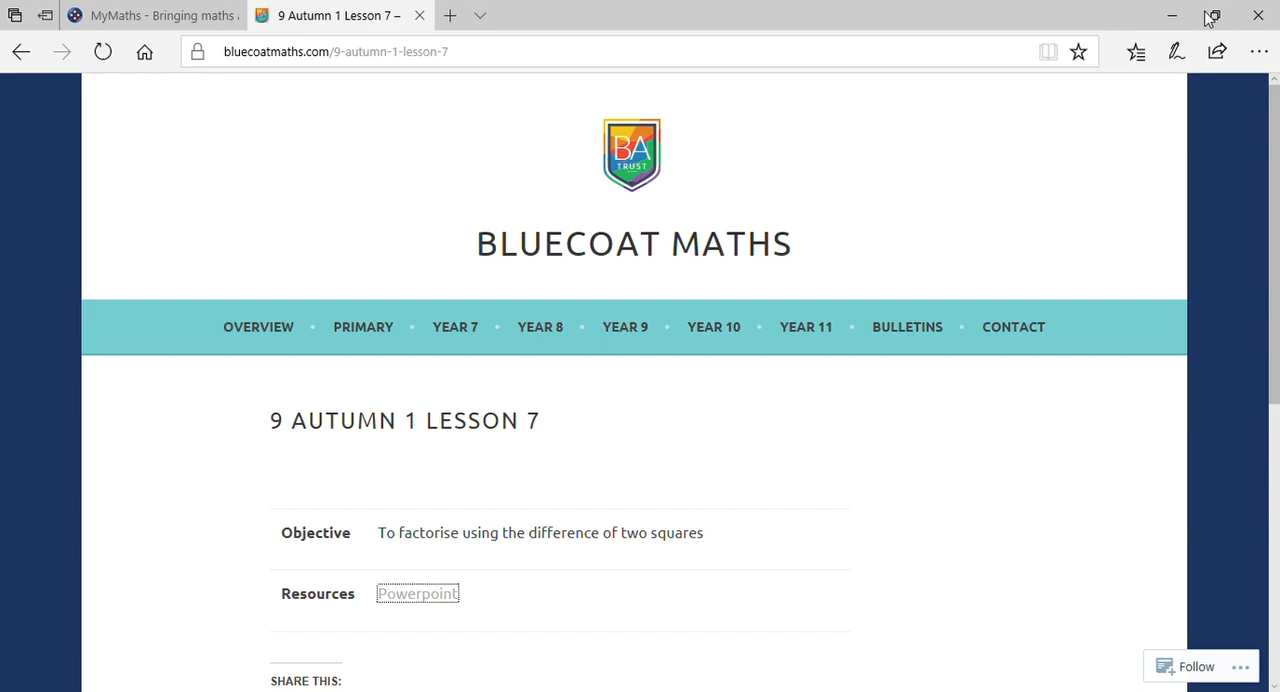 MyMaths - Bringing maths
9 Autumn 1 Lesson 7 –
bluecoatmaths.com/9-autumn-1-lesson-7
BA
TRUST
BLUECOAT MATHS
OVERVIEW • PRIMARY • YEAR 7 • YEAR 8 • YEAR 9 • YEAR 10 • YEAR 11 • BULLETINS • CONTACT
9 AUTUMN 1 LESSON 7
Objective To factorise using the difference of two squares
Resources Powerpoint
Follow
SHARE THIS: